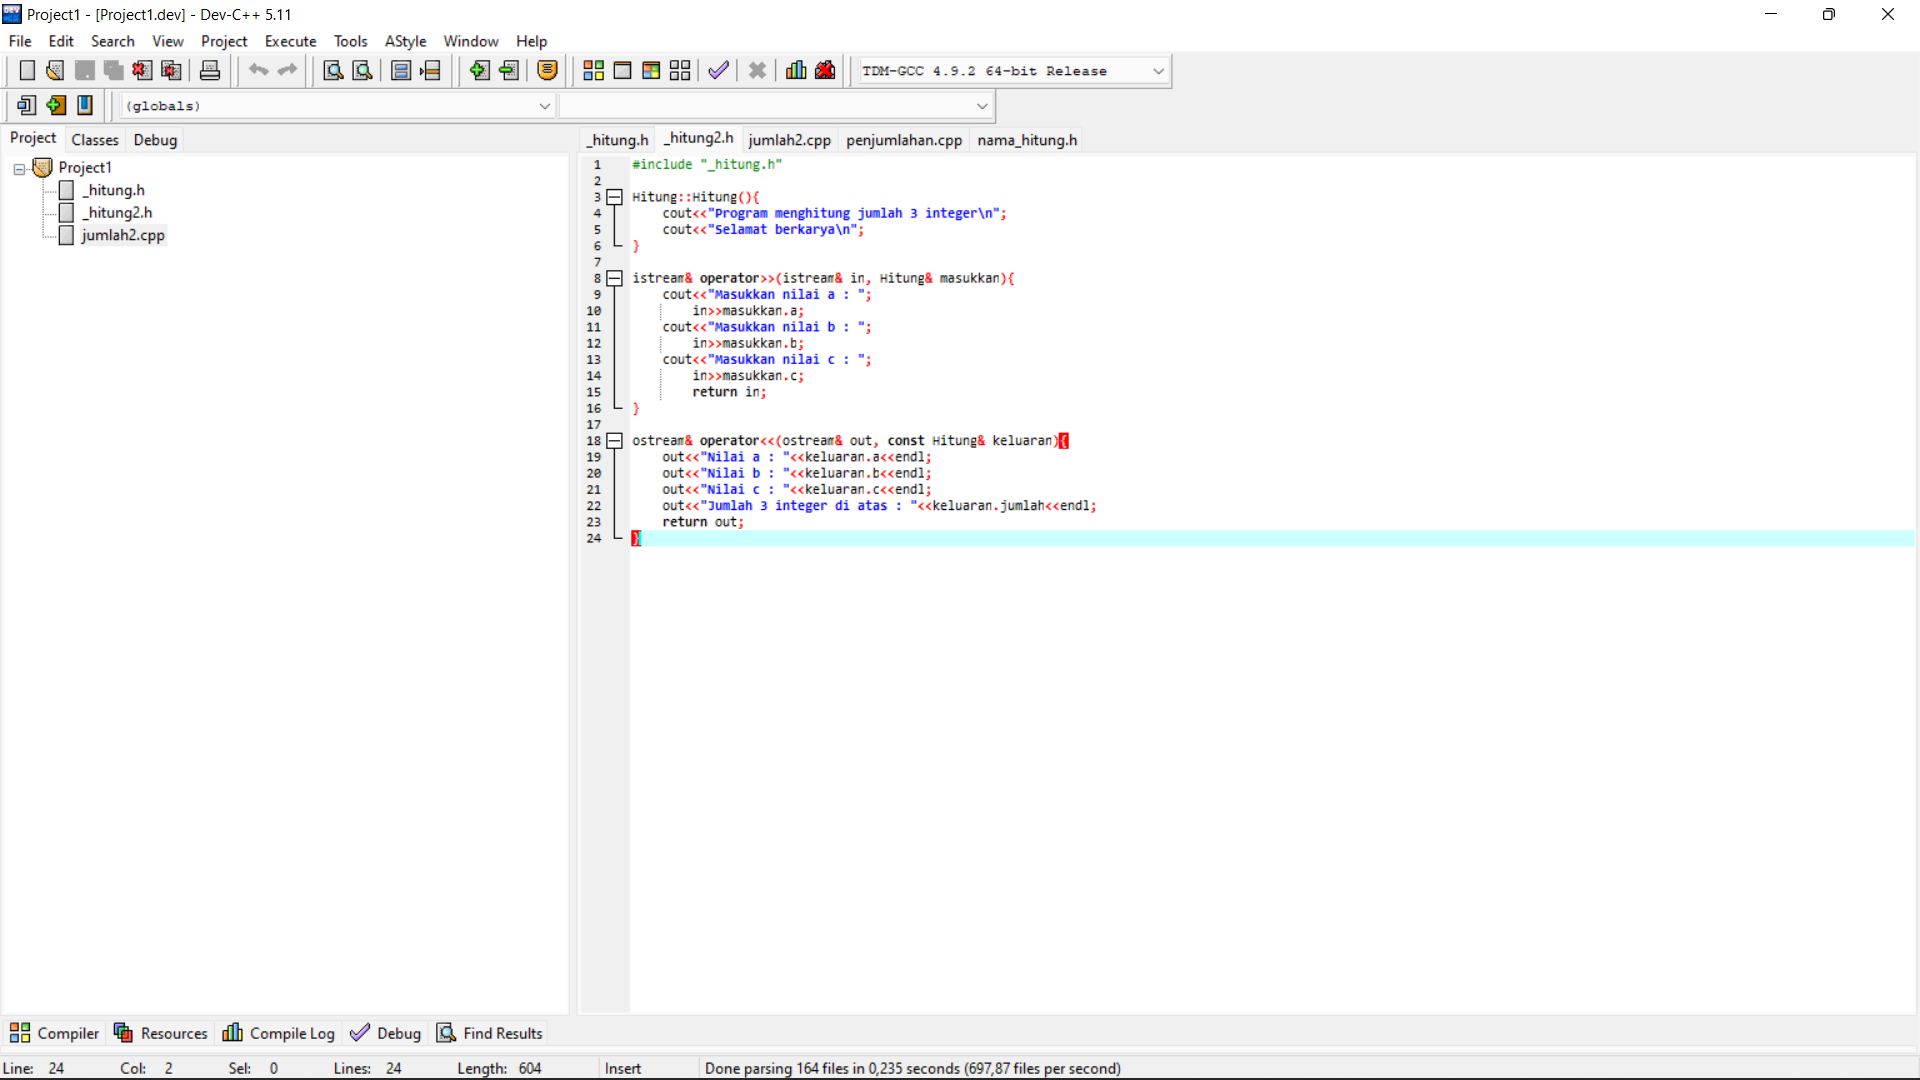 Project1 - [Project1.dev] - Dev-C++ 5.11
File Edit Search View Project Execute Tools AStyle Window Help
TDM-GCC 4.9.2 64-bit Release
(globals)
Project Classes Debug
Project1
_hitung.h
_hitung2.h
jumlah2.cpp
_hitung.h _hitung2.h jumlah2.cpp penjumlahan.cpp nama_hitung.h
1 #include "_hitung.h"
2
3 Hitung::Hitung(){
4 cout<<"Program menghitung jumlah 3 integer\n";
5 cout<<"Selamat berkarya\n";
6 }
7
8 istream& operator>>(istream& in, Hitung& masukkan){
9 cout<<"Masukkan nilai a : ";
10 in>>masukkan.a;
11 cout<<"Masukkan nilai b : ";
12 in>>masukkan.b;
13 cout<<"Masukkan nilai c : ";
14 in>>masukkan.c;
15 return in;
16 }
17
18 ostream& operator<<(ostream& out, const Hitung& keluaran){
19 out<<"Nilai a : "<<keluaran.a<<endl;
20 out<<"Nilai b : "<<keluaran.b<<endl;
21 out<<"Nilai c : "<<keluaran.c<<endl;
22 out<<"Jumlah 3 integer di atas : "<<keluaran.jumlah<<endl;
23 return out;
24 }
Compiler Resources Compile Log Debug Find Results
Line: 24 Col: 2 Sel: 0 Lines: 24 Length: 604 Insert Done parsing 164 files in 0,235 seconds (697,87 files per second)